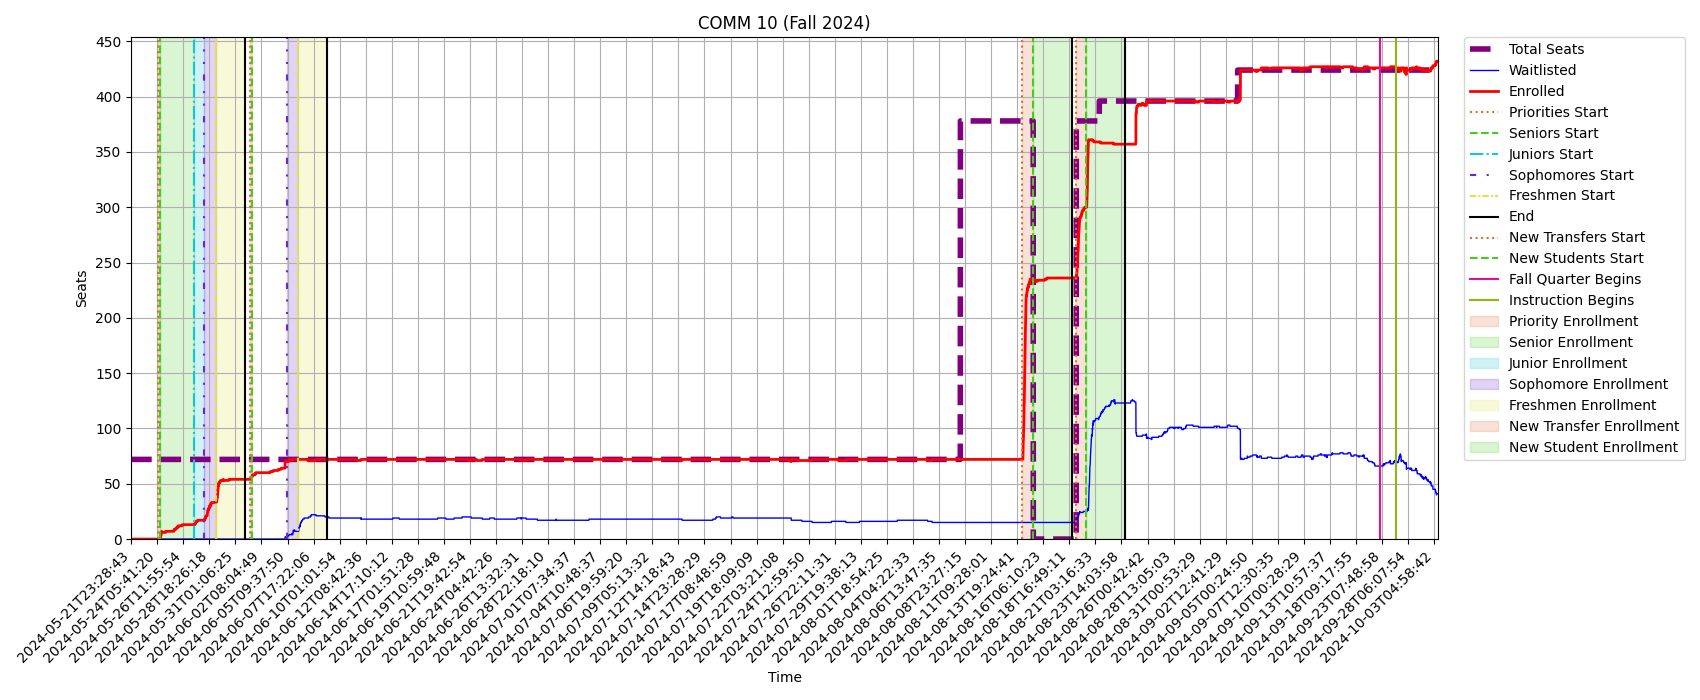 COMM 10 (Fall 2024)
450
400
350
300
250
200
150
100
50
0
Seats
2024-05-21T23:28:43
2024-05-24T05:41:20
2024-05-26T11:55:54
2024-05-28T18:26:18
2024-05-31T01:06:25
2024-06-02T08:04:49
2024-06-05T09:37:50
2024-06-07T17:22:06
2024-06-10T01:01:54
2024-06-12T08:42:36
2024-06-14T17:10:12
2024-06-17T01:51:28
2024-06-19T10:59:48
2024-06-21T19:42:54
2024-06-24T04:42:26
2024-06-26T13:32:31
2024-06-28T22:18:10
2024-07-01T07:34:37
2024-07-04T10:48:37
2024-07-06T19:59:20
2024-07-09T05:13:32
2024-07-12T14:18:43
2024-07-14T23:28:29
2024-07-17T08:48:59
2024-07-19T18:09:09
2024-07-22T03:21:08
2024-07-24T12:59:50
2024-07-26T22:11:31
2024-07-29T19:38:13
2024-08-01T18:54:25
2024-08-04T04:22:33
2024-08-06T13:47:35
2024-08-08T23:27:15
2024-08-11T09:28:01
2024-08-13T19:24:41
2024-08-16T06:10:23
2024-08-18T16:49:11
2024-08-21T03:16:33
2024-08-23T14:03:58
2024-08-26T00:42:42
2024-08-28T13:05:03
2024-08-31T00:53:29
2024-09-02T12:41:29
2024-09-05T00:24:50
2024-09-07T12:30:35
2024-09-10T00:28:29
2024-09-13T10:57:37
2024-09-18T09:17:55
2024-09-23T07:48:58
2024-09-28T06:07:54
2024-10-03T04:58:42
Time
Total Seats
Waitlisted
Enrolled
Priorities Start
Seniors Start
Juniors Start
Sophomores Start
Freshmen Start
End
New Transfers Start
New Students Start
Fall Quarter Begins
Instruction Begins
Priority Enrollment
Senior Enrollment
Junior Enrollment
Sophomore Enrollment
Freshmen Enrollment
New Transfer Enrollment
New Student Enrollment